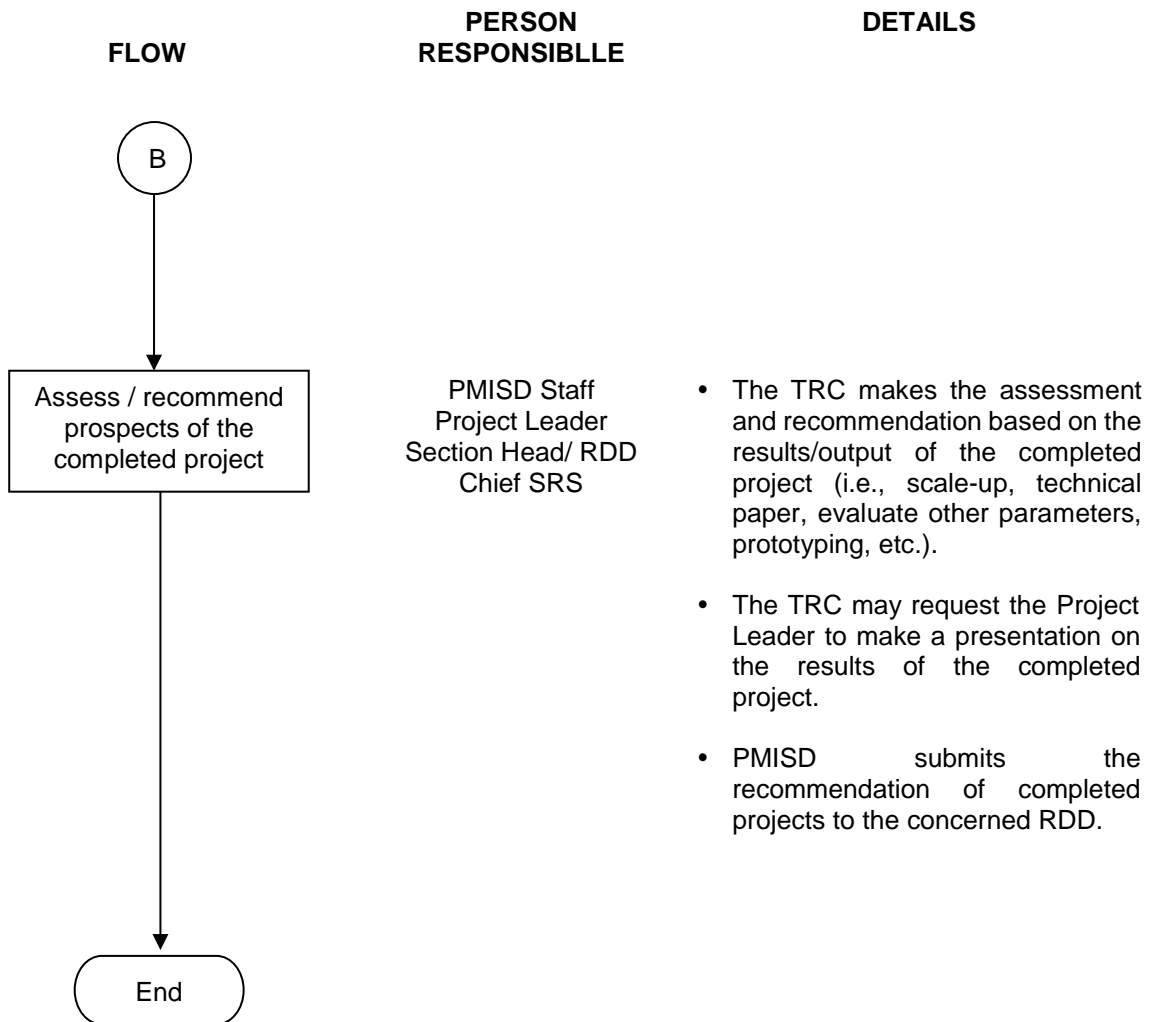 FLOW
PERSON
RESPONSIBLLE
DETAILS
B
Assess / recommend
prospects of the
completed project
PMISD Staff
Project Leader
Section Head/ RDD
Chief SRS
• The TRC makes the assessment
and recommendation based on the
results/output of the completed
project (i.e., scale-up, technical
paper, evaluate other parameters,
prototyping, etc.).
• The TRC may request the Project
Leader to make a presentation on
the results of the completed
project.
• PMISD submits the
recommendation of completed
projects to the concerned RDD.
End